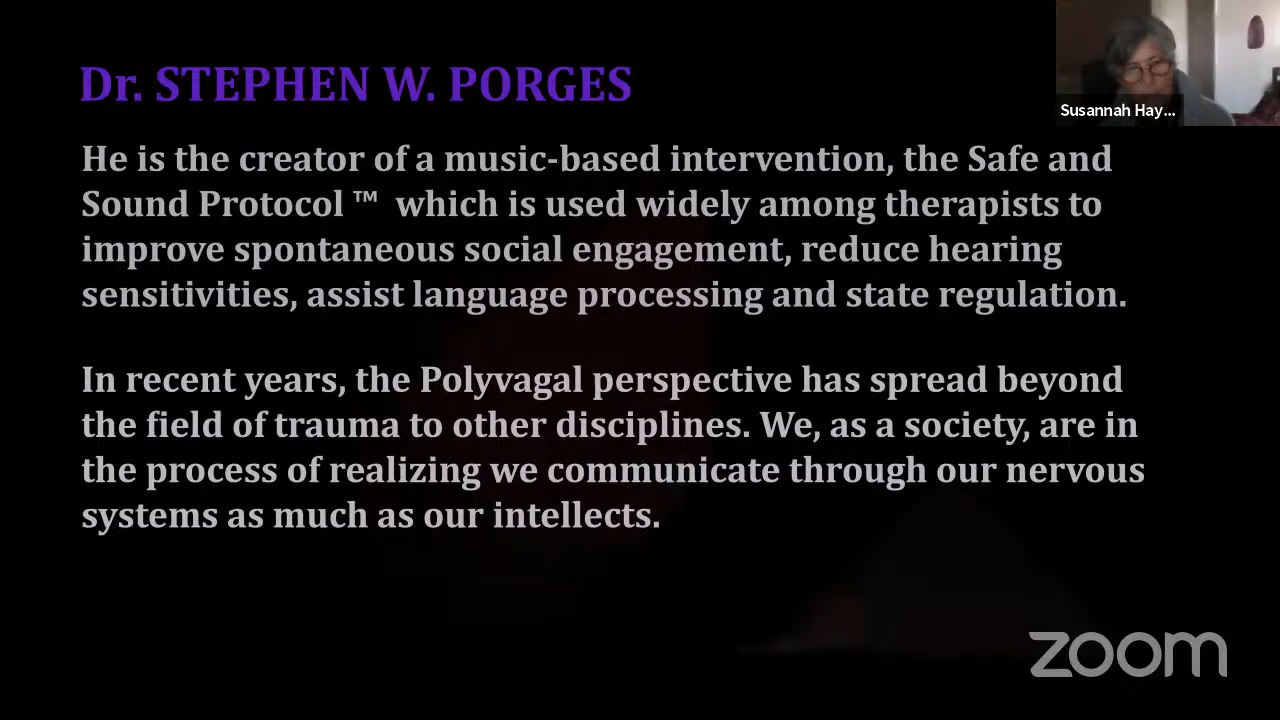 Dr. STEPHEN W. PORGES
Susannah Hay...
He is the creator of a music-based intervention, the Safe and
Sound Protocol ™ which is used widely among therapists to
improve spontaneous social engagement, reduce hearing
sensitivities, assist language processing and state regulation.
In recent years, the Polyvagal perspective has spread beyond
the field of trauma to other disciplines. We, as a society, are in
the process of realizing we communicate through our nervous
systems as much as our intellects.
zoom